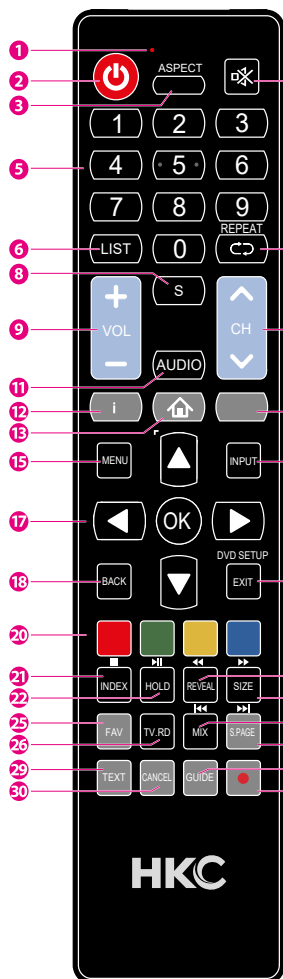 1
2
ASPECT
3
1 2 3
5
4 5 6
7 8 9
REPEAT
6
LIST 0
8
S
9
VOL CH
11
AUDIO
12
i
13
15
MENU INPUT
17
OK
DVD SETUP
18
BACK EXIT
20
21
INDEX HOLD REVEAL SIZE
22
25
FAV TV.RD MIX S.PAGE
26
29
TEXT CANCEL GUIDE
30
HKC